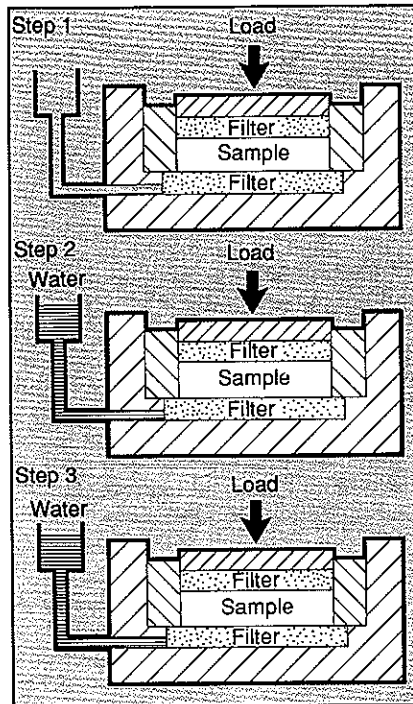 Step 1
Load
Filter
Sample
Filter
Step 2
Water
Load
Filter
Sample
Filter
Step 3
Water
Load
Filter
Sample
Filter